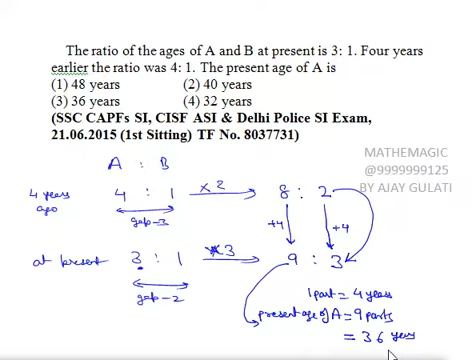 The ratio of the ages of A and B at present is 3: 1. Four years
earlier the ratio was 4: 1. The present age of A is
(1) 48 years (2) 40 years
(3) 36 years (4) 32 years
(SSC CAPFs SI, CISF ASI & Delhi Police SI Exam,
21.06.2015 (1st Sitting) TF No. 8037731)
MATHEMAGIC
@9999999125
BY AJAY GULATI
A : B
4 years
ago
4 : 1 ×2 8 : 2
gap-3
+4 +4
at present 3 : 1 ×3 9 : 3
gap-2
1 part = 4 years
present age of A = 9 parts
= 36 years